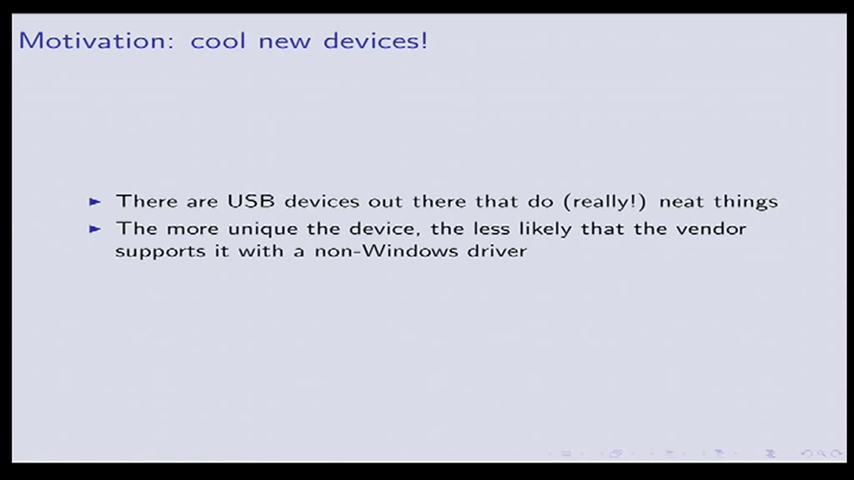 Motivation: cool new devices!
There are USB devices out there that do (really!) neat things
The more unique the device, the less likely that the vendor
supports it with a non-Windows driver